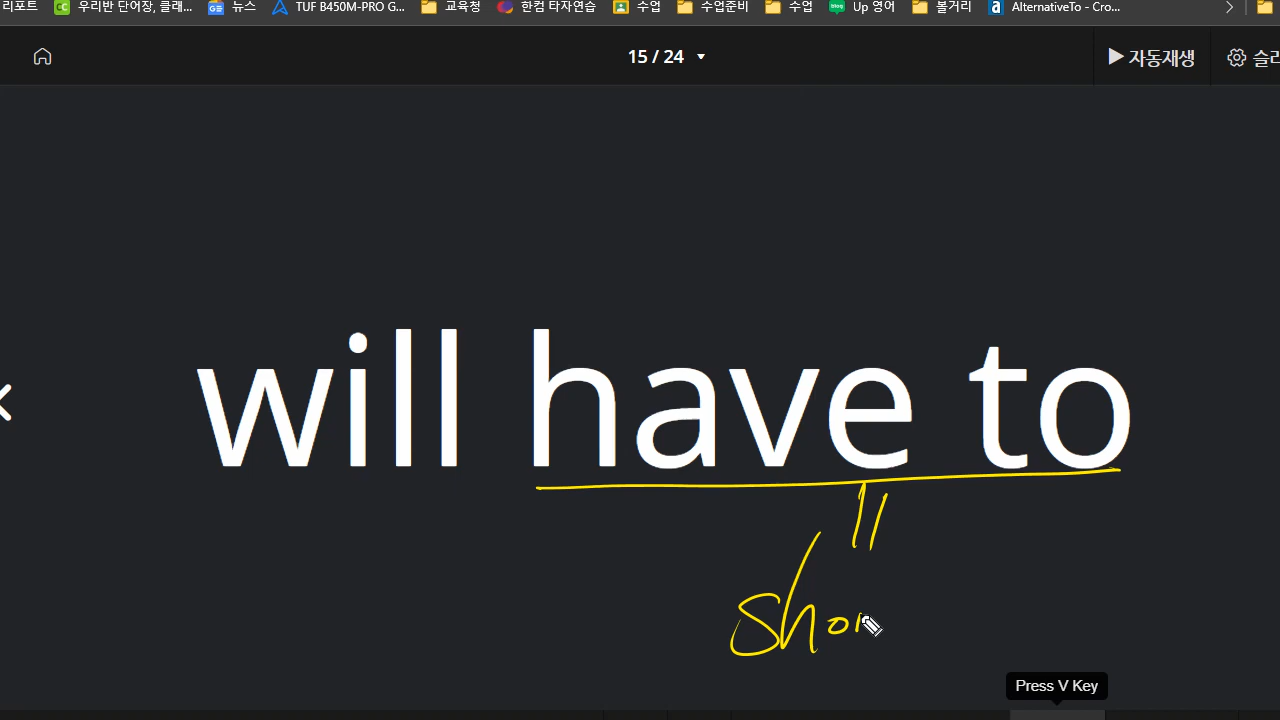 리포트 우리반 단어장, 클래... 뉴스 TUF B450M-PRO G... 교육청 한컴 타자연습 수업 수업준비 수업 Up 영어 볼거리 AlternativeTo - Cro...
15 / 24 자동재생 슬라
will have to
Sho
Press V Key